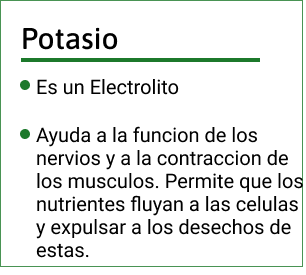 Potasio
Es un Electrolito
Ayuda a la funcion de los
nervios y a la contraccion de
los musculos. Permite que los
nutrientes fluyan a las celulas
y expulsar a los desechos de
estas.